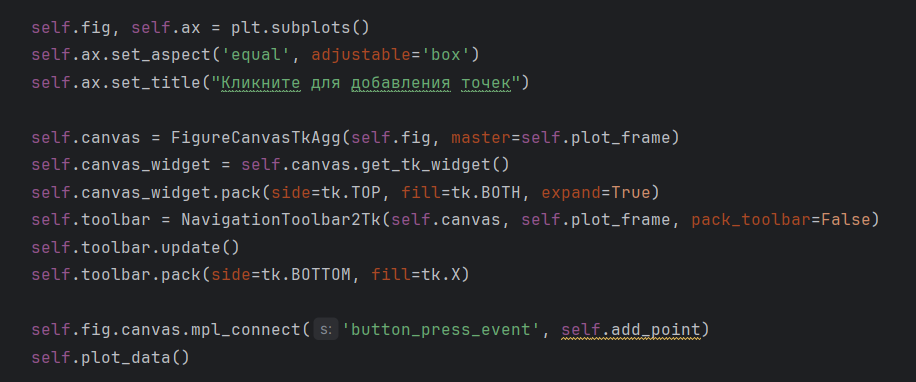 self.fig, self.ax = plt.subplots()
self.ax.set_aspect('equal', adjustable='box')
self.ax.set_title("Кликните для добавления точек")
self.canvas = FigureCanvasTkAgg(self.fig, master=self.plot_frame)
self.canvas_widget = self.canvas.get_tk_widget()
self.canvas_widget.pack(side=tk.TOP, fill=tk.BOTH, expand=True)
self.toolbar = NavigationToolbar2Tk(self.canvas, self.plot_frame, pack_toolbar=False)
self.toolbar.update()
self.toolbar.pack(side=tk.BOTTOM, fill=tk.X)
self.fig.canvas.mpl_connect( s: 'button_press_event', self.add_point)
self.plot_data()